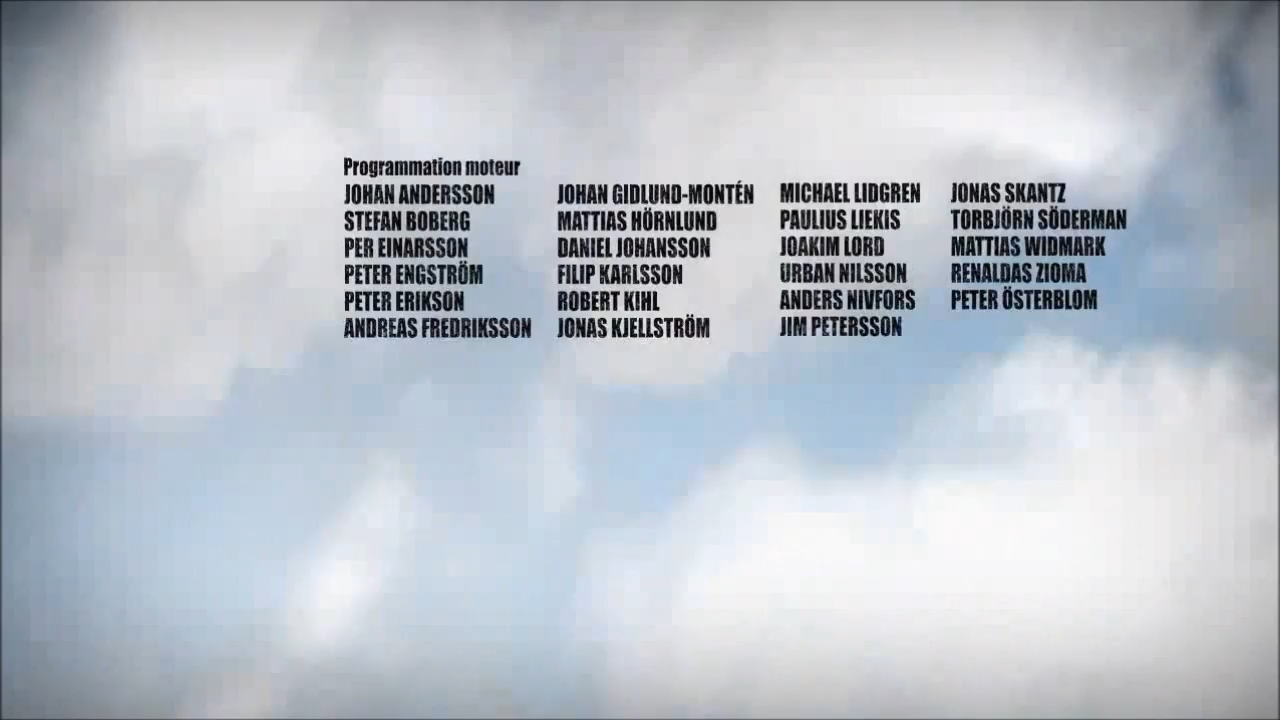 Programmation moteur
JOHAN ANDERSSON
STEFAN BOBERG
PER EINARSSON
PETER ENGSTRÖM
PETER ERIKSON
ANDREAS FREDRIKSSON
JOHAN GIDLUND-MONTÉN
MATTIAS HÖRNLUND
DANIEL JOHANSSON
FILIP KARLSSON
ROBERT KIHL
JONAS KJELLSTRÖM
MICHAEL LIDGREN
PAULIUS LIEKIS
JOAKIM LORD
URBAN NILSSON
ANDERS NIVFORS
JIM PETERSSON
JONAS SKANTZ
TORBJÖRN SÖDERMAN
MATTIAS WIDMARK
RENALDAS ZIOMA
PETER ÖSTERBLOM